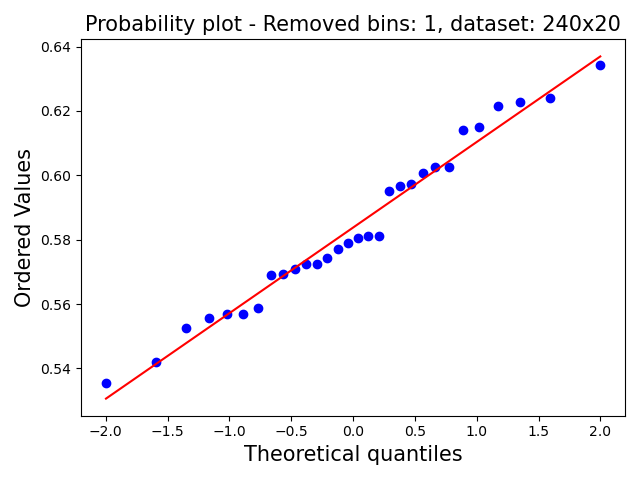 Probability plot - Removed bins: 1, dataset: 240x20
Ordered Values
0.64
0.62
0.60
0.58
0.56
0.54
−2.0 −1.5 −1.0 −0.5 0.0 0.5 1.0 1.5 2.0
Theoretical quantiles